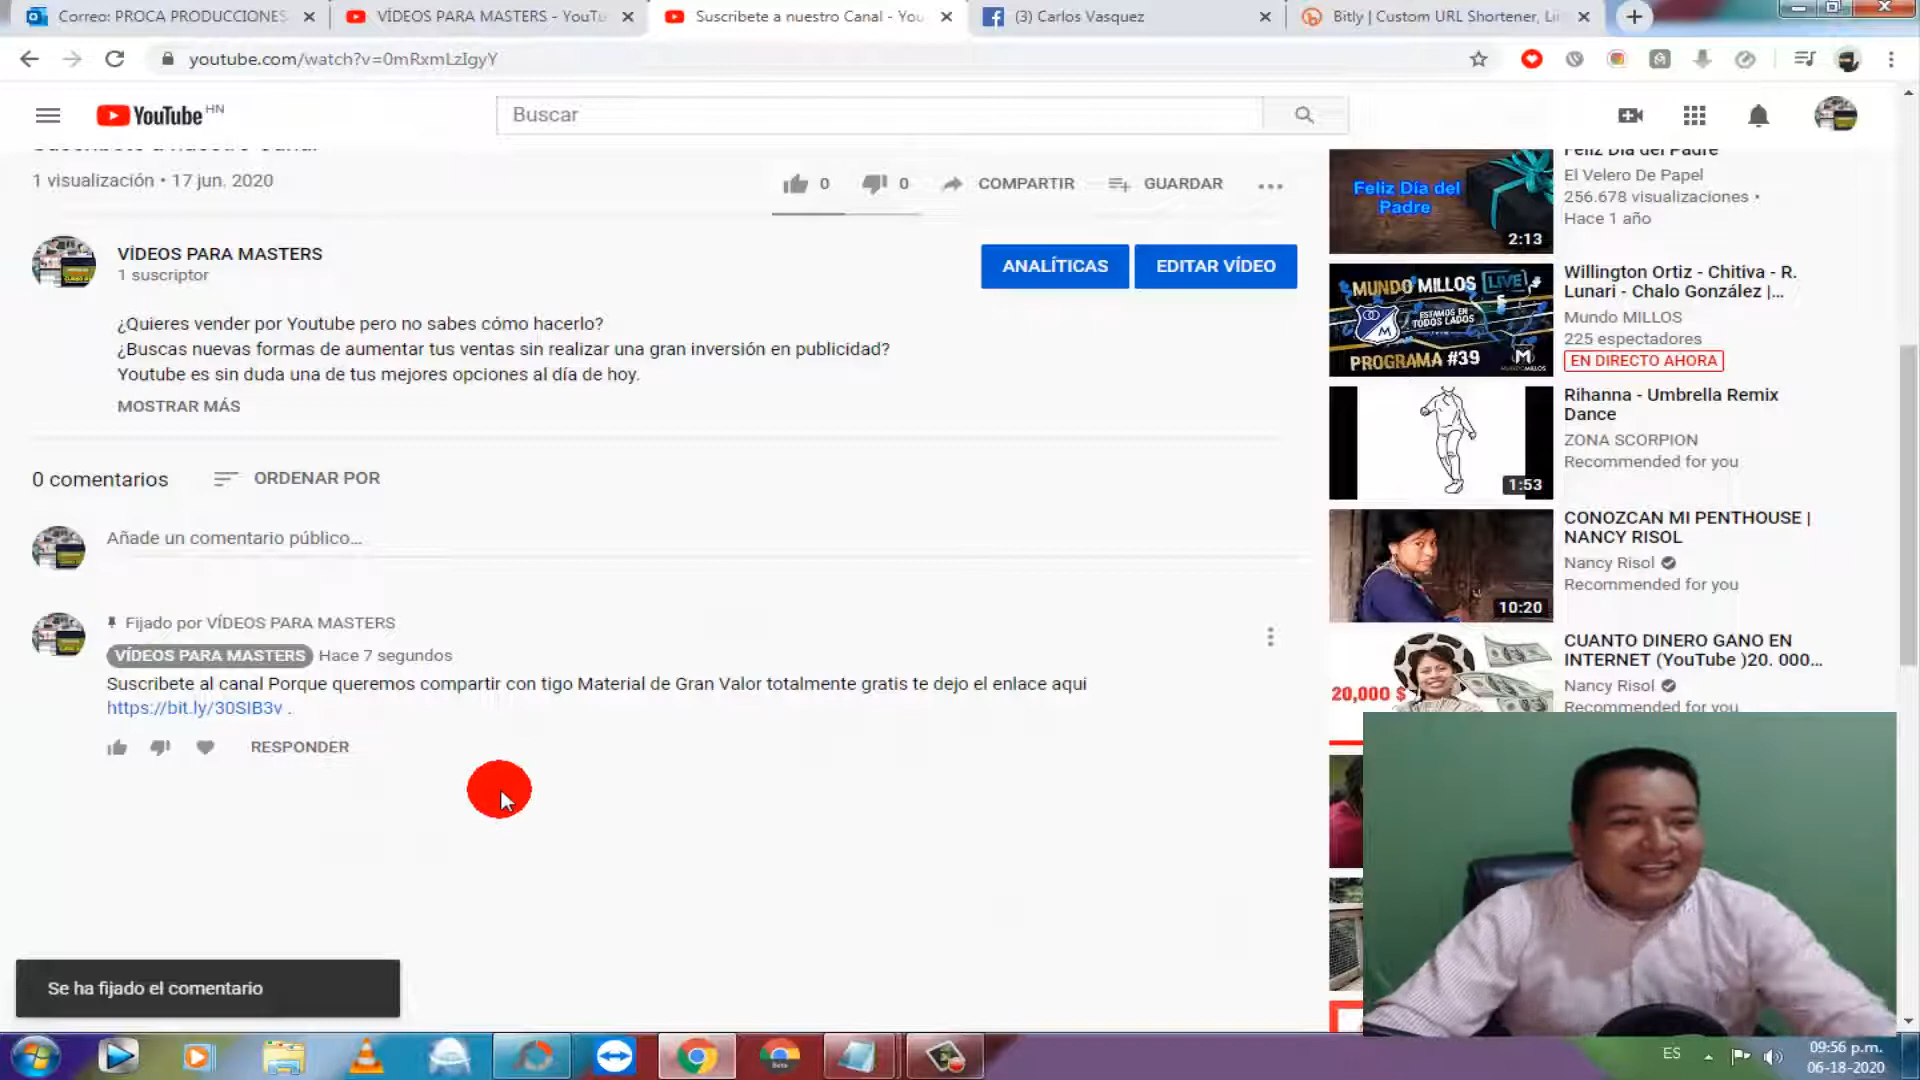 Correo: PROCA PRODUCCIONES
VÍDEOS PARA MASTERS - YouTu
Suscribete a nuestro Canal - You
(3) Carlos Vasquez
Bitly | Custom URL Shortener, Li
youtube.com/watch?v=0mRxmLzIgyY
YouTube HN
Buscar
Suscribete a nuestro Canal
1 visualización • 17 jun. 2020
0
0
COMPARTIR
GUARDAR
VÍDEOS PARA MASTERS
1 suscriptor
ANALÍTICAS
EDITAR VÍDEO
¿Quieres vender por Youtube pero no sabes cómo hacerlo?
¿Buscas nuevas formas de aumentar tus ventas sin realizar una gran inversión en publicidad?
Youtube es sin duda una de tus mejores opciones al día de hoy.
MOSTRAR MÁS
0 comentarios
ORDENAR POR
Añade un comentario público...
Fijado por VÍDEOS PARA MASTERS
VÍDEOS PARA MASTERS Hace 7 segundos
Suscribete al canal Porque queremos compartir con tigo Material de Gran Valor totalmente gratis te dejo el enlace aqui
https://bit.ly/30SIB3v .
RESPONDER
Se ha fijado el comentario
Feliz Día del
Padre
2:13
Feliz Día del Padre
El Velero De Papel
256.678 visualizaciones •
Hace 1 año
MUNDO MILLOS LIVE
ESTAMOS EN
TODOS LADOS
PROGRAMA #39
MUNDOMILLOS
Willington Ortiz - Chitiva - R.
Lunari - Chalo González |...
Mundo MILLOS
225 espectadores
EN DIRECTO AHORA
1:53
Rihanna - Umbrella Remix
Dance
ZONA SCORPION
Recommended for you
10:20
CONOZCAN MI PENTHOUSE |
NANCY RISOL
Nancy Risol
Recommended for you
20,000 $
CUANTO DINERO GANO EN
INTERNET (YouTube )20. 000...
Nancy Risol
Recommended for you
Beta
ES
09:56 p.m.
06-18-2020